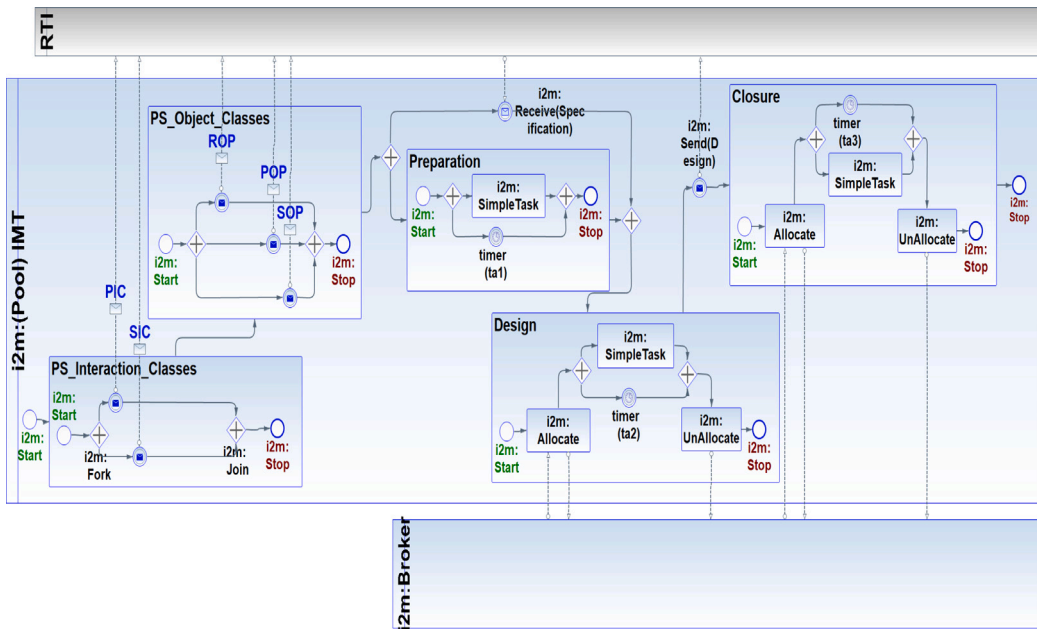 RTI
i2m:(Pool) IMT
PS_Object_Classes
ROP
POP
SOP
i2m:
Start
i2m:
Stop
PIC
SIC
PS_Interaction_Classes
i2m:
Start
i2m:
Start
i2m:
Fork
i2m:
Join
i2m:
Stop
i2m:
Receive(Spec
ification)
Preparation
i2m:
Start
i2m:
SimpleTask
timer
(ta1)
i2m:
Stop
i2m:
Send(D
esign)
Design
i2m:
Start
i2m:
Allocate
i2m:
SimpleTask
timer
(ta2)
i2m:
UnAllocate
i2m:
Stop
Closure
i2m:
Start
i2m:
Allocate
timer
(ta3)
i2m:
SimpleTask
i2m:
UnAllocate
i2m:
Stop
i2m:
Stop
i2m:Broker